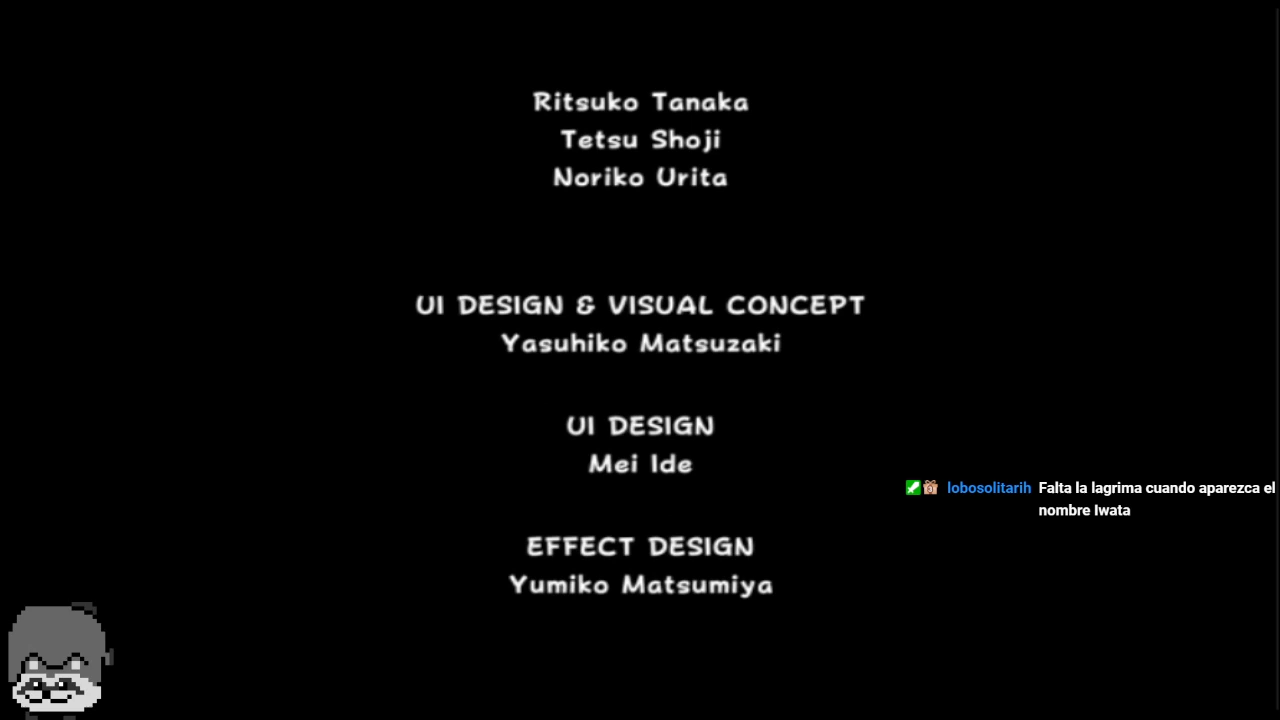 Ritsuko Tanaka
Tetsu Shoji
Noriko Urita
UI DESIGN & VISUAL CONCEPT
Yasuhiko Matsuzaki
UI DESIGN
Mei Ide
lobosolitarih Falta la lagrima cuando aparezca el
nombre Iwata
EFFECT DESIGN
Yumiko Matsumiya